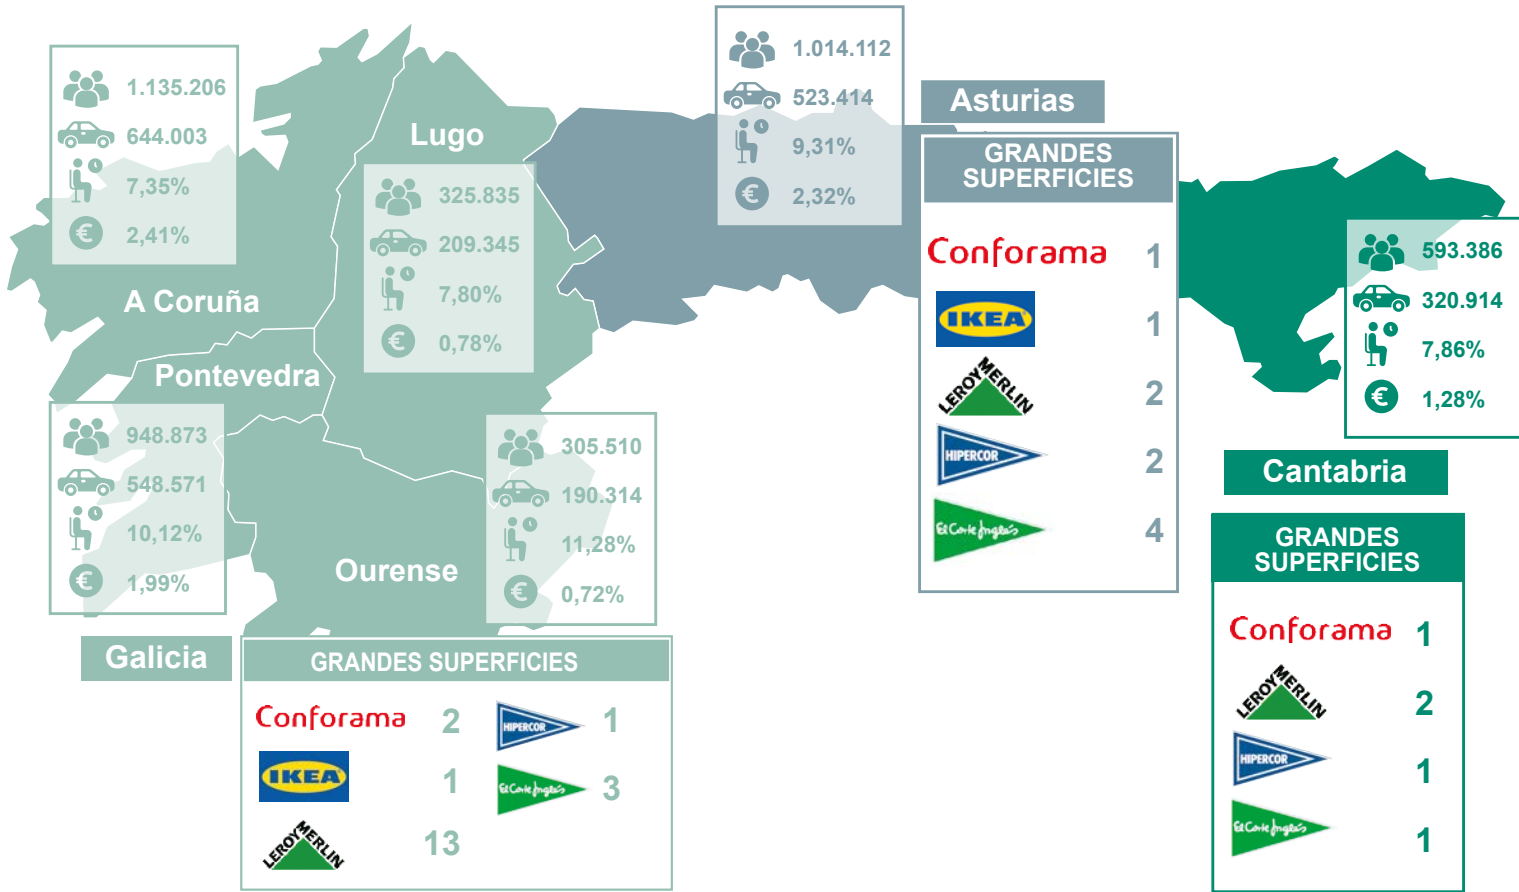 1.135.206
644.003
7,35%
€
2,41%
A Coruña
Lugo
325.835
209.345
7,80%
€
0,78%
Pontevedra
948.873
548.571
10,12%
€
1,99%
Ourense
305.510
190.314
11,28%
€
0,72%
Galicia
GRANDES SUPERFICIES
Conforama 2
IKEA 1
LEROY MERLIN 13
HIPERCOR 1
El Corte Inglés 3
1.014.112
523.414
9,31%
€
2,32%
Asturias
GRANDES
SUPERFICIES
Conforama 1
IKEA 1
LEROY MERLIN 2
HIPERCOR 2
El Corte Inglés 4
593.386
320.914
7,86%
€
1,28%
Cantabria
GRANDES
SUPERFICIES
Conforama 1
LEROY MERLIN 2
HIPERCOR 1
El Corte Inglés 1